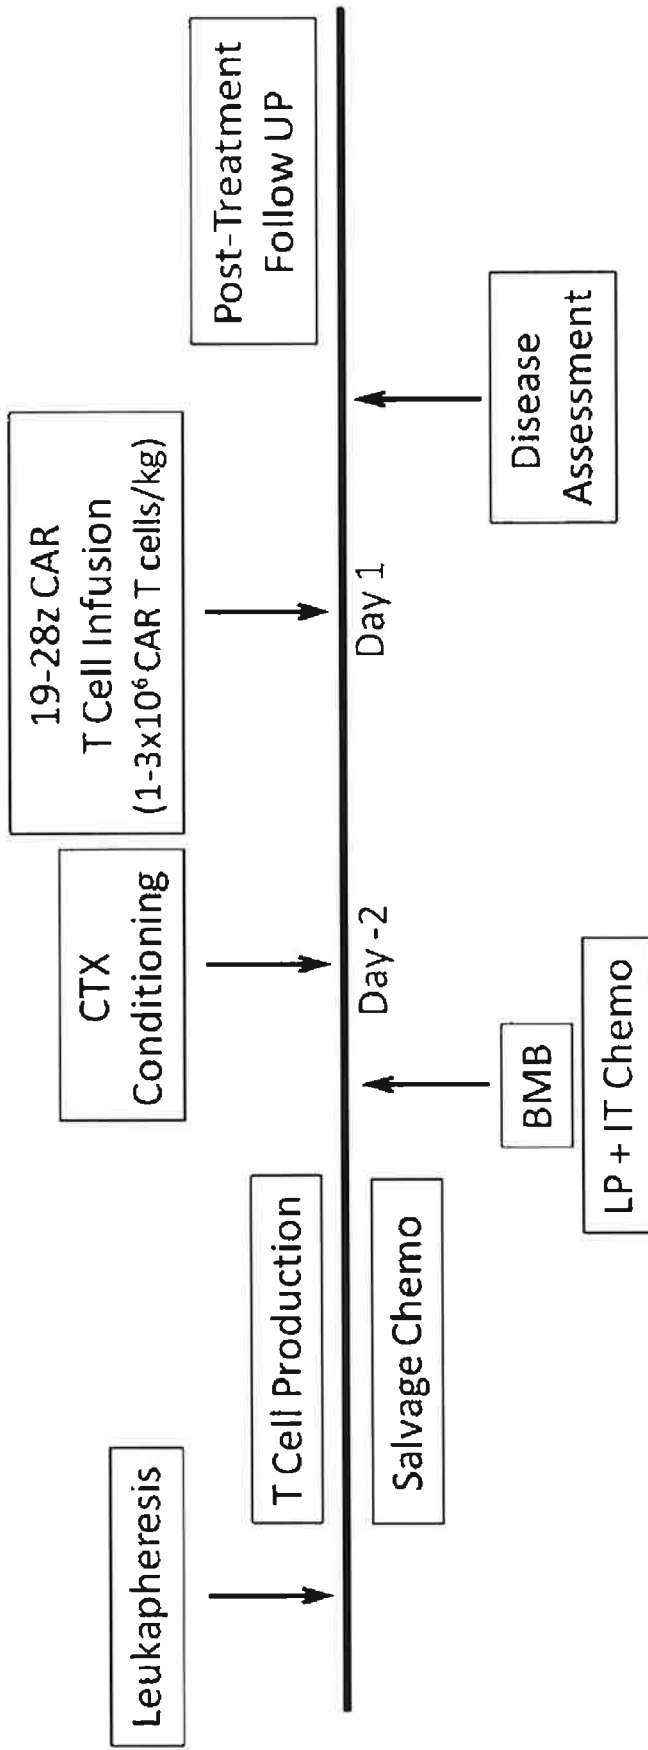 Leukapheresis
CTX
Conditioning
19-28z CAR
T Cell Infusion
(1-3x10⁶ CAR T cells/kg)
T Cell Production
Post-Treatment
Follow UP
Day -2
Day 1
Salvage Chemo
BMB
LP + IT Chemo
Disease
Assessment